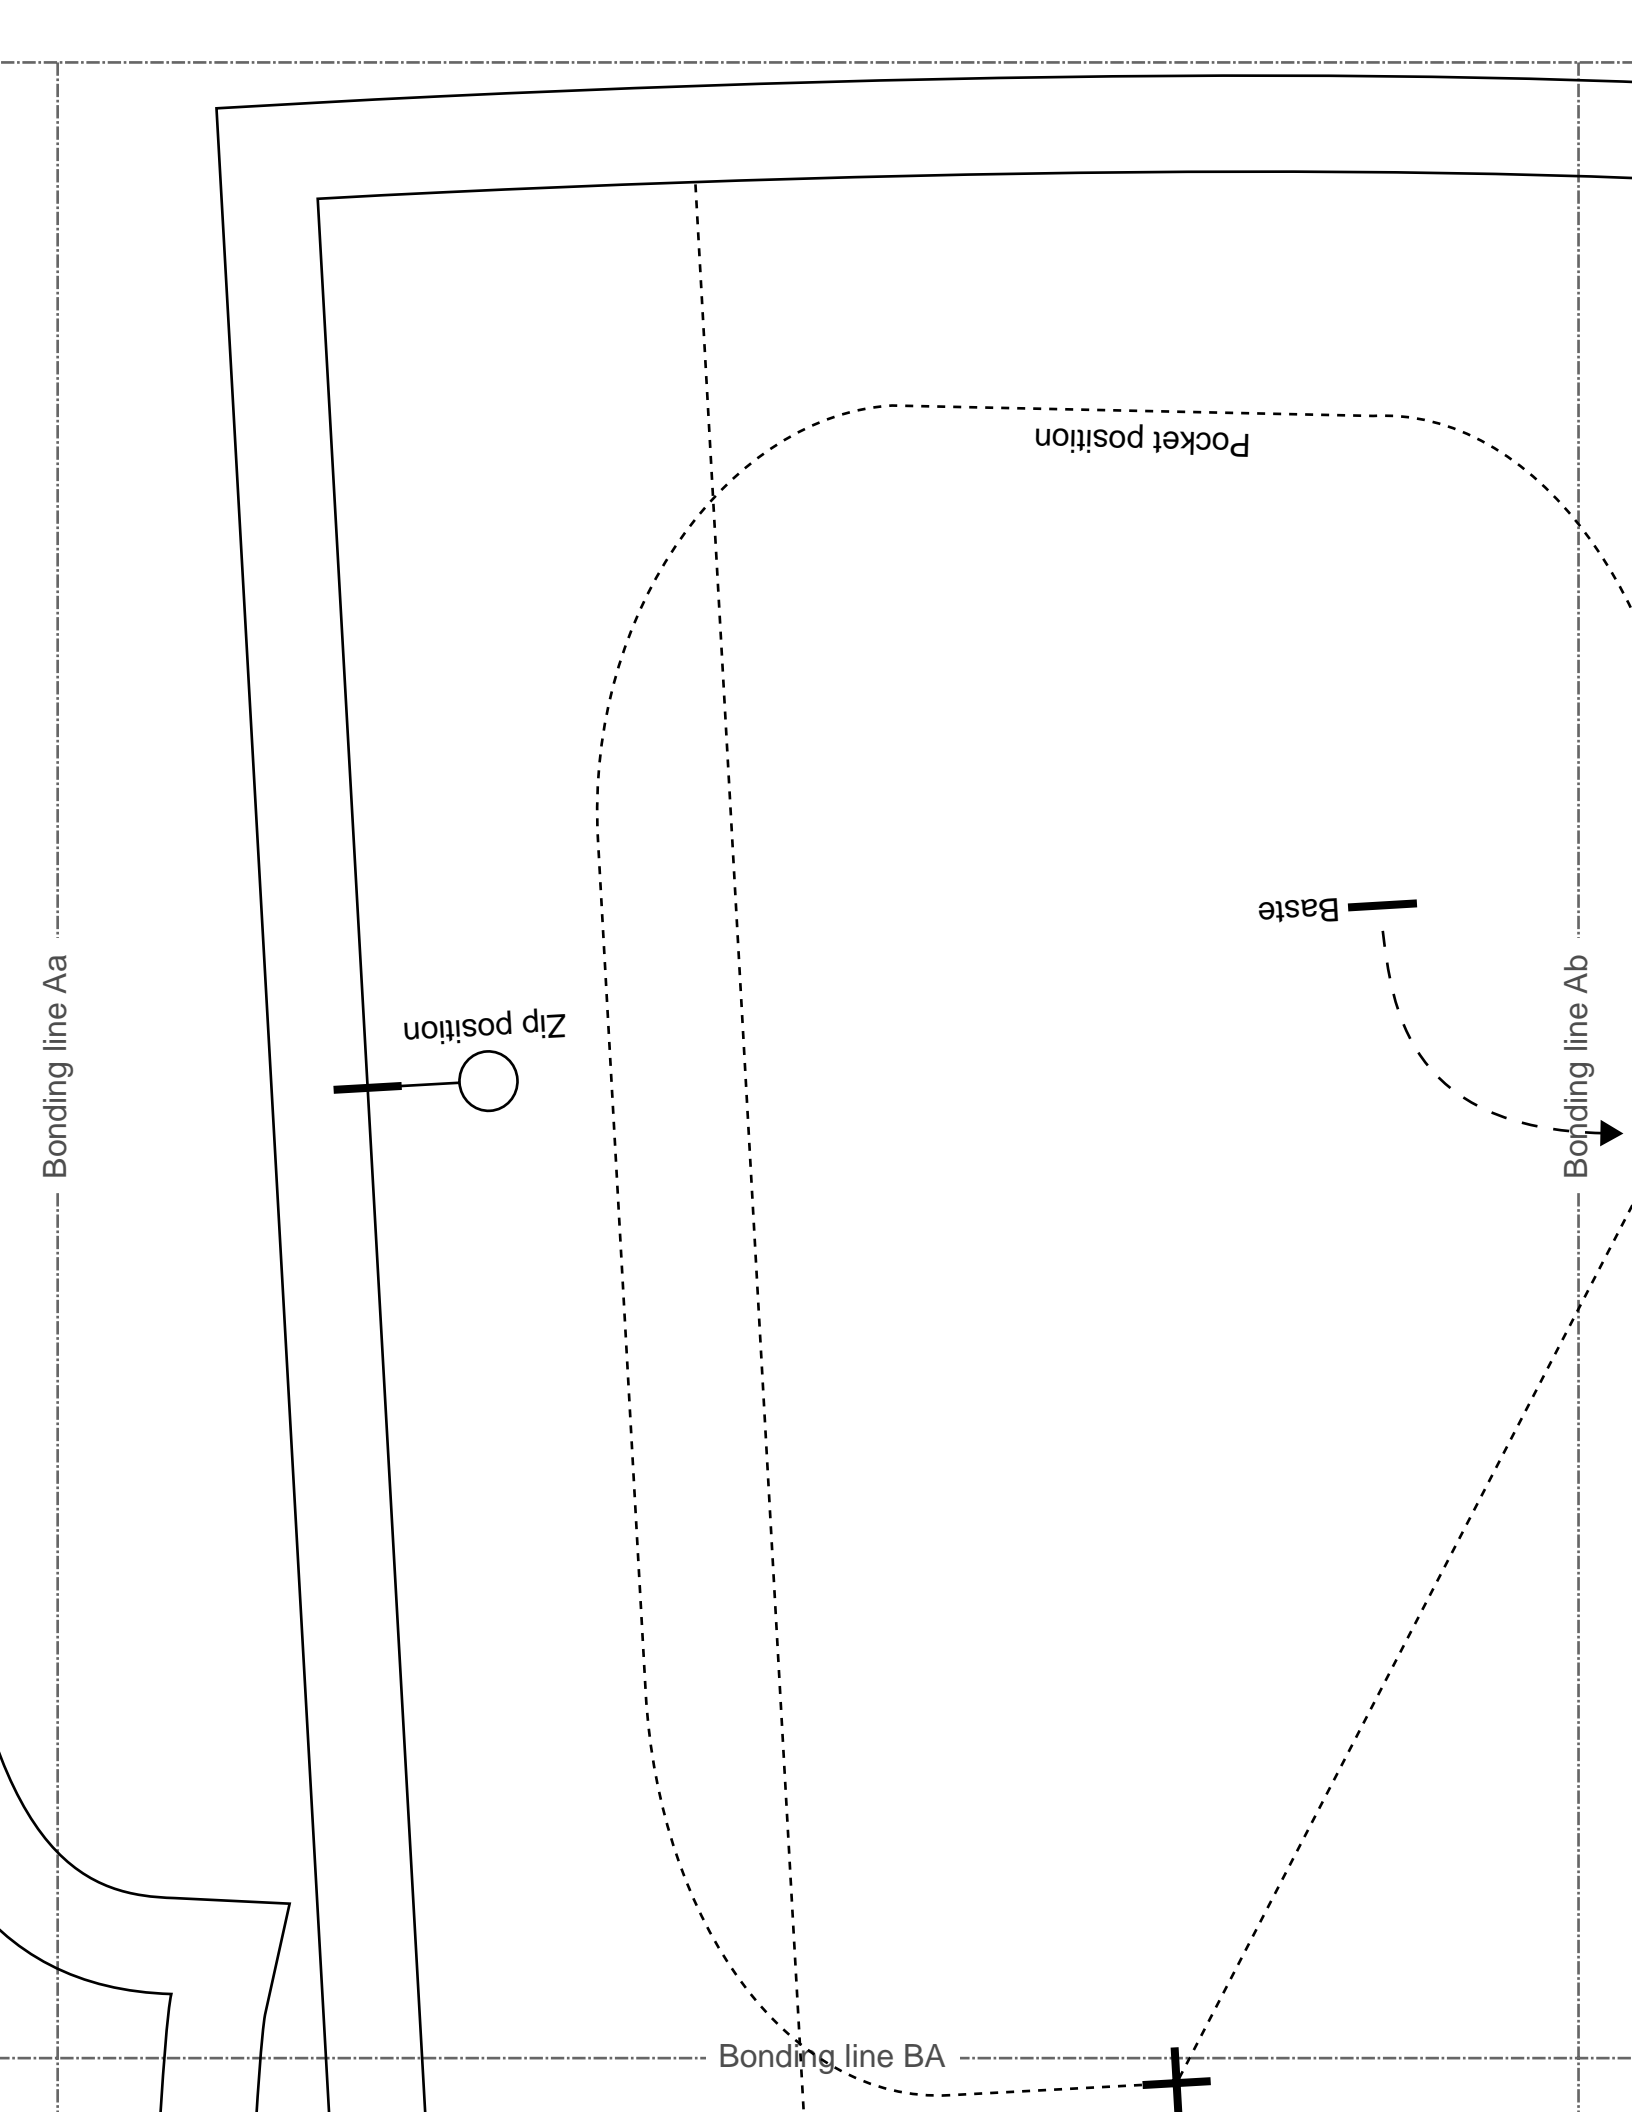 Pocket position
Baste
Bonding line Aa
Bonding line Ab
Zip position
Bonding line BA